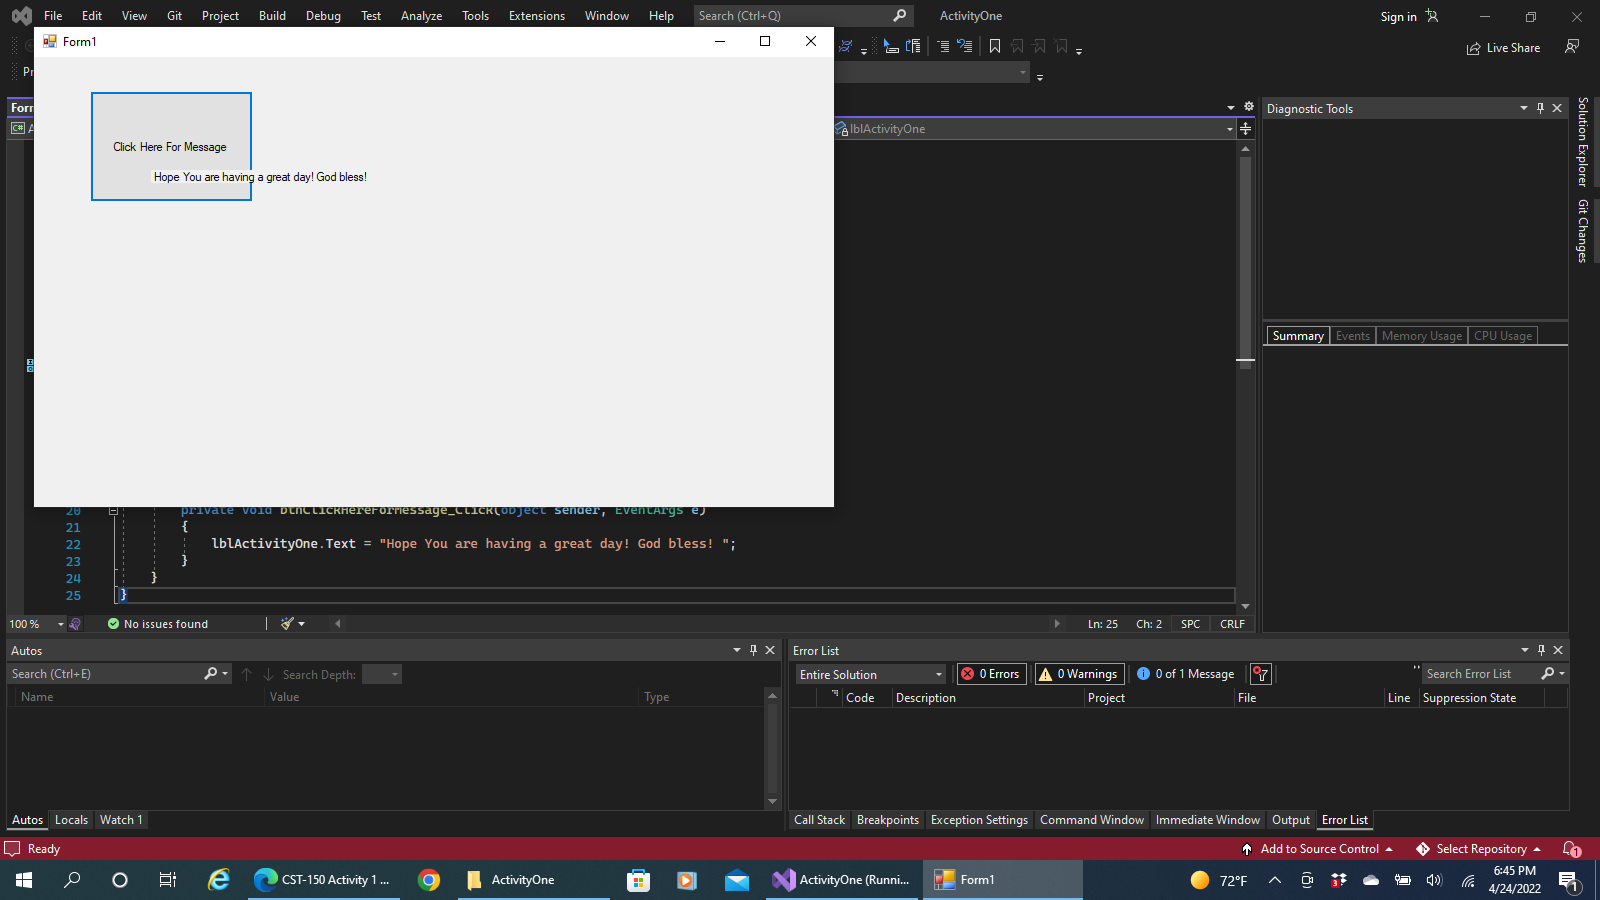 File Edit View Git Project Build Debug Test Analyze Tools Extensions Window Help Search (Ctrl+Q) ActivityOne Sign in
Form1
Live Share
Pr
Click Here For Message
Hope You are having a great day! God bless!
Forr
C# A
lblActivityOne
Diagnostic Tools
Solution Explorer
Git Changes
Summary Events Memory Usage CPU Usage
20 private void btnClickHereForMessage_Click(object sender, EventArgs e)
21 {
22 lblActivityOne.Text = "Hope You are having a great day! God bless! ";
23 }
24 }
25 }
100 % No issues found Ln: 25 Ch: 2 SPC CRLF
Autos
Search (Ctrl+E) Search Depth:
Name Value Type
Autos Locals Watch 1
Error List
Entire Solution 0 Errors 0 Warnings 0 of 1 Message Search Error List
Code Description Project File Line Suppression State
Call Stack Breakpoints Exception Settings Command Window Immediate Window Output Error List
Ready Add to Source Control Select Repository 1
CST-150 Activity 1 ... ActivityOne ActivityOne (Runni... Form1 72°F 3 6:45 PM
4/24/2022 1